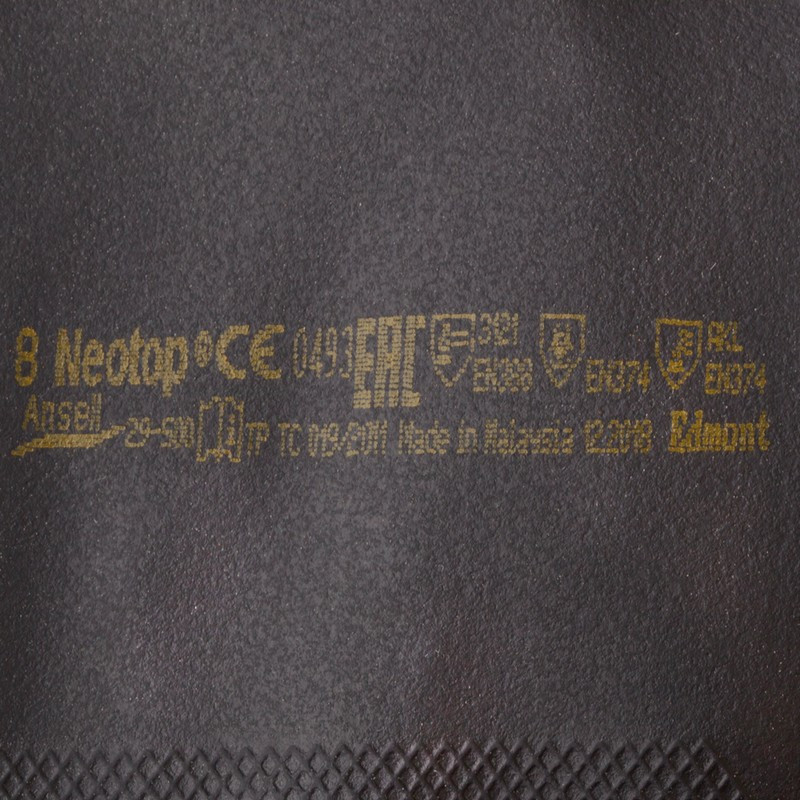 8 Neotop® CE 0493 EAC 3121 EN388 EN374 AKL EN374
Ansell 29-500 TP TC 019/2011 Made in Malaysia 12.2018 Edmont